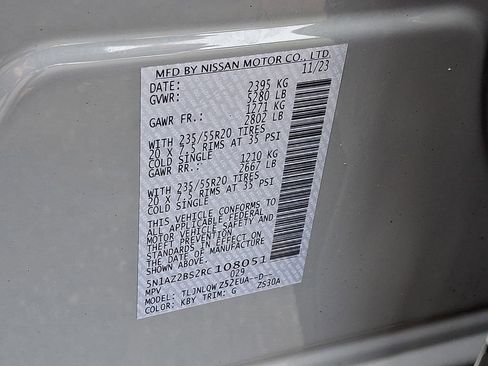 MFD BY NISSAN MOTOR CO., LTD.
DATE: 11/23
GVWR: 2395 KG
5280 LB
GAWR FR.: 1271 KG
2802 LB
WITH 235/55R20 TIRES
20 X 7.5 RIMS AT 35 PSI
COLD SINGLE
GAWR RR.: 1210 KG
2667 LB
WITH 235/55R20 TIRES
20 X 7.5 RIMS AT 35 PSI
COLD SINGLE
THIS VEHICLE CONFORMS TO
ALL APPLICABLE FEDERAL
MOTOR VEHICLE SAFETY AND
THEFT PREVENTION
STANDARDS IN EFFECT ON
THE DATE OF MANUFACTURE
5N1AZ2BS2RC108051
MPV 029
MODEL: TLJNLQWZ52EUA--D--
COLOR: KBY TRIM: G ZS30A